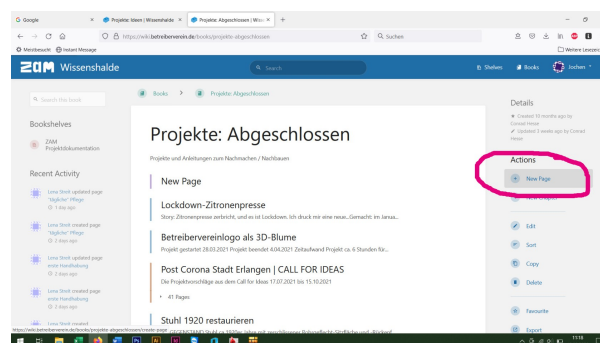 Google
Projekte: Ideen | Wissenshalde
Projekte: Abgeschlossen | Wiss
https://wiki.betreiberverein.de/books/projekte-abgeschlossen
Suchen
Meistbesucht
Instant Message
Weitere Lesezeic
ZAM Wissenshalde
Search
Shelves
Books
Jochen
Search this book
Books
Projekte: Abgeschlossen
Details
Created 10 months ago by
Conrad Hesse
Updated 3 weeks ago by Conrad
Hesse
Bookshelves
ZAM
Projektdokumentation
Recent Activity
Lena Streit updated page
"tägliche" Pflege
1 day ago
Lena Streit created page
"tägliche" Pflege
2 days ago
Lena Streit updated page
erste Handhabung
2 days ago
Lena Streit created page
erste Handhabung
2 days ago
Lena Streit created
Projekte: Abgeschlossen
Projekte und Anleitungen zum Nachmachen / Nachbauen
New Page
Lockdown-Zitronenpresse
Story: Zitronenpresse zerbricht, und es ist Lockdown. Ich druck mir eine neue..Gemacht: im Janua...
Betreibervereinlogo als 3D-Blume
Projekt gestartet 28.03.2021 Projekt beendet 4.04.2021 Zeitaufwand Projekt ca. 6 Stunden für...
Post Corona Stadt Erlangen | CALL FOR IDEAS
Die Projektvorschläge aus dem Call for Ideas 17.07.2021 bis 15.10.2021
41 Pages
Stuhl 1920 restaurieren
Actions
New Page
New Chapter
Edit
Sort
Copy
Delete
Favourite
Export
https://wiki.betreiberverein.de/books/projekte-abgeschlossen/create-page
11:16